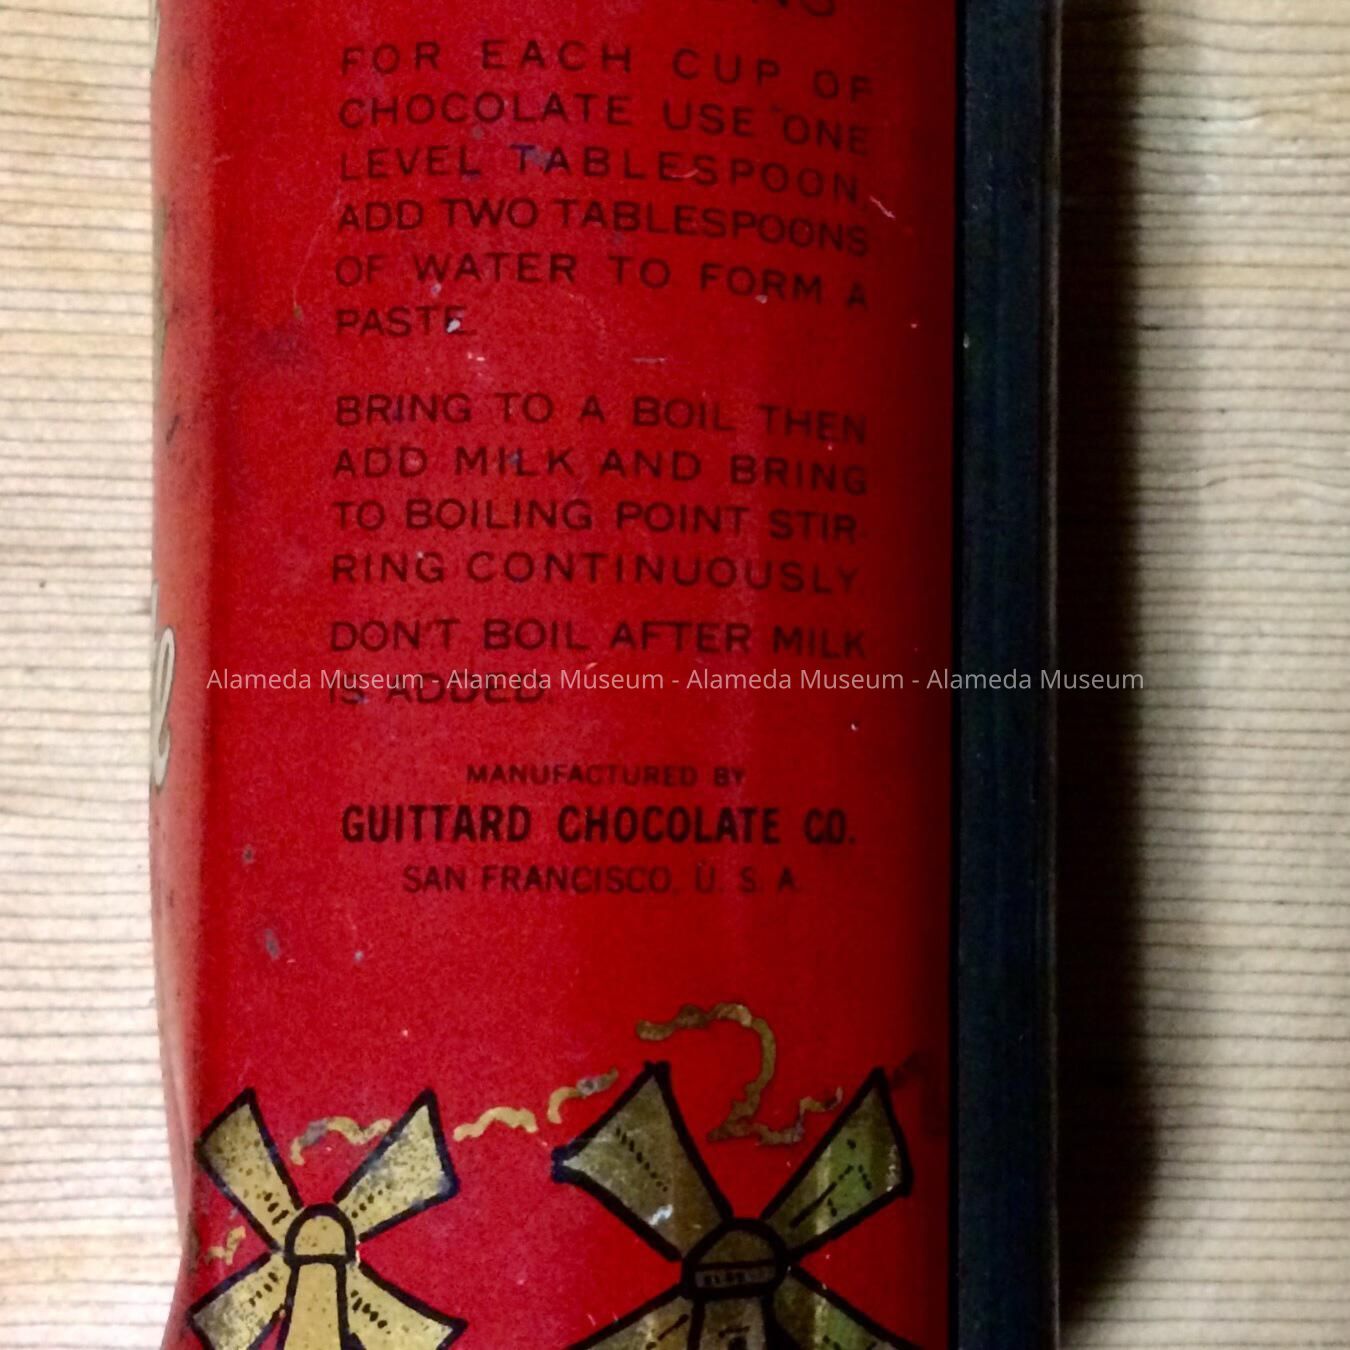 FOR EACH CUP OF
CHOCOLATE USE ONE
LEVEL TABLESPOON,
ADD TWO TABLESPOONS
OF WATER TO FORM A
PASTE.
BRING TO A BOIL THEN
ADD MILK AND BRING
TO BOILING POINT STIR-
RING CONTINUOUSLY.
DON'T BOIL AFTER MILK
Alameda Museum - Alameda Museum - Alameda Museum - Alameda Museum
IS ADDED.
MANUFACTURED BY
GUITTARD CHOCOLATE CO.
SAN FRANCISCO, U. S. A.